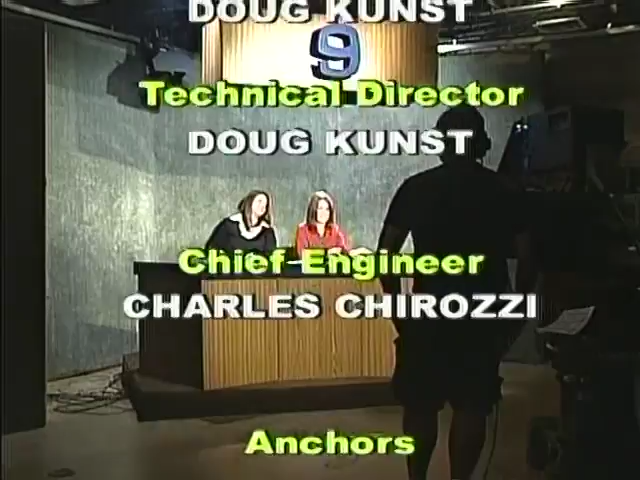 DOUG KUNST
9
Technical Director
DOUG KUNST
Chief Engineer
CHARLES CHIROZZI
Anchors